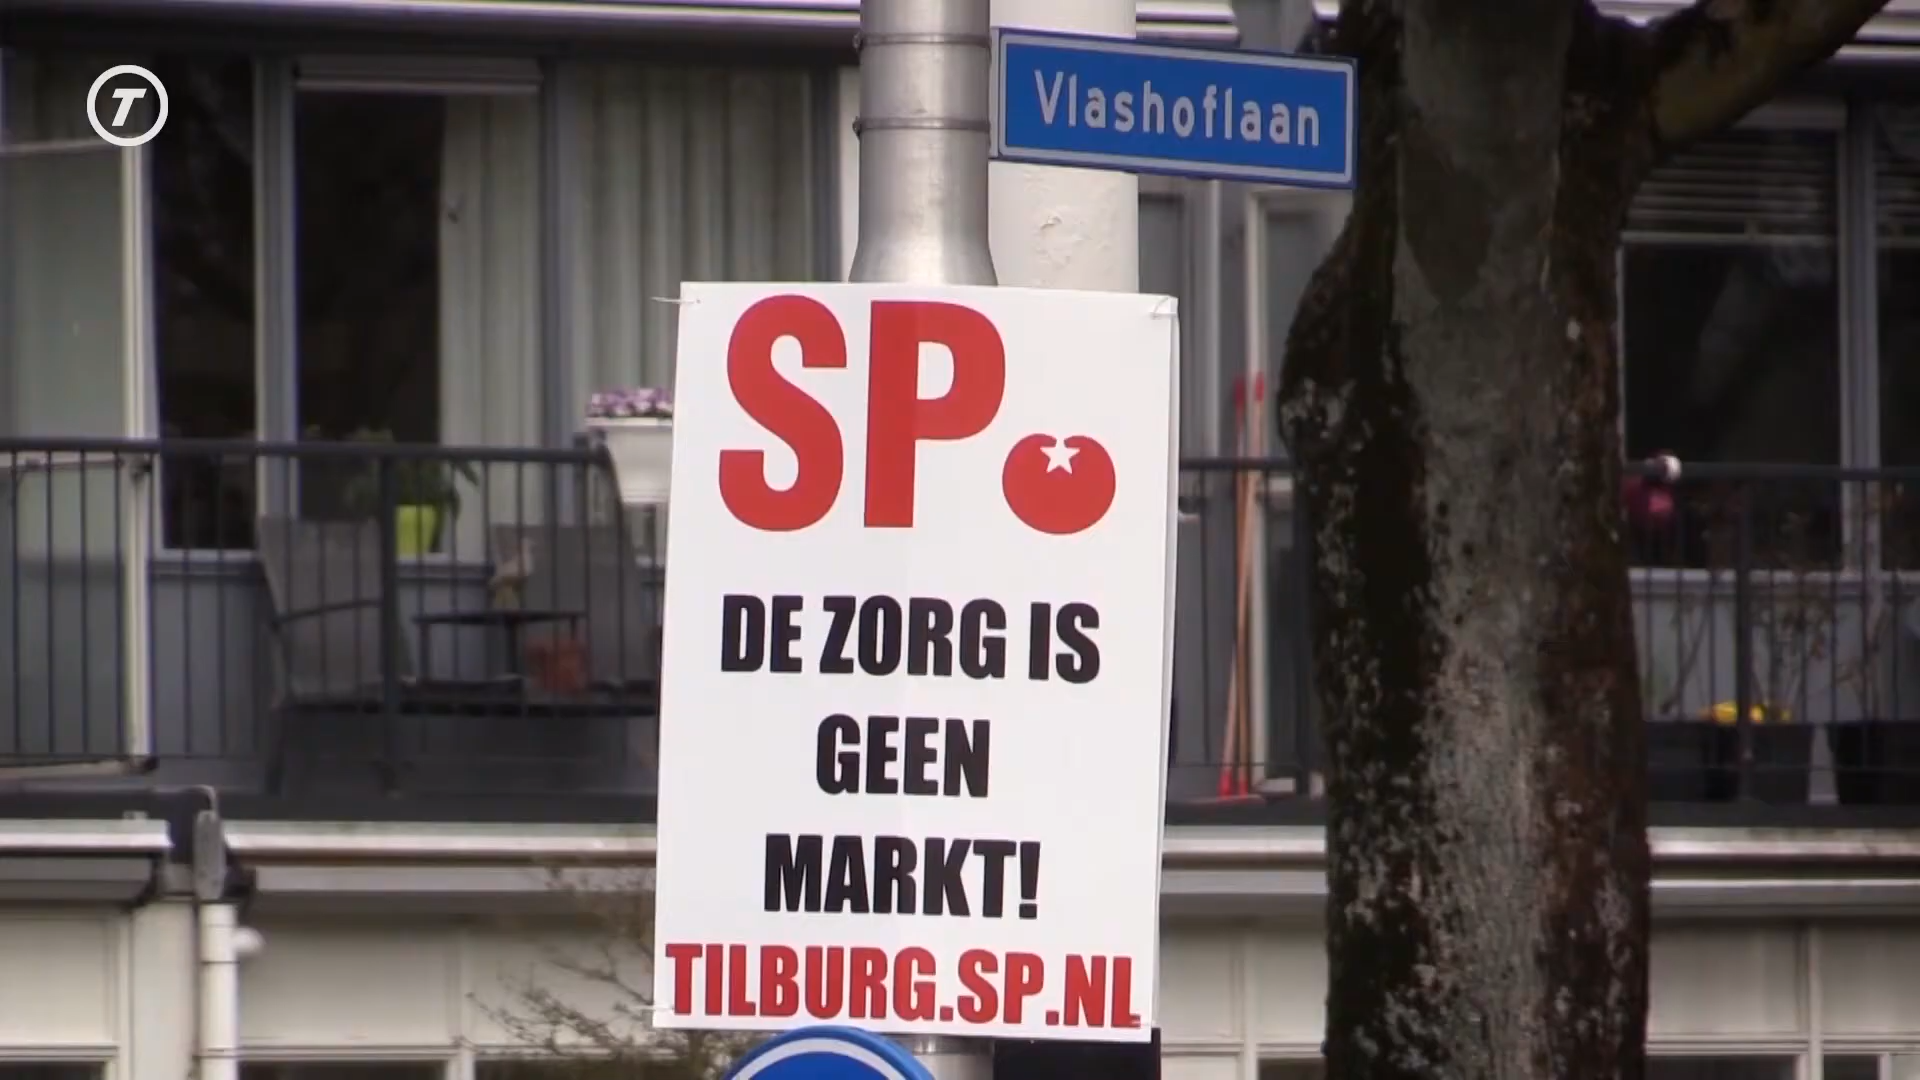 T
Vlashoflaan
SP
DE ZORG IS
GEEN
MARKT!
TILBURG.SP.NL